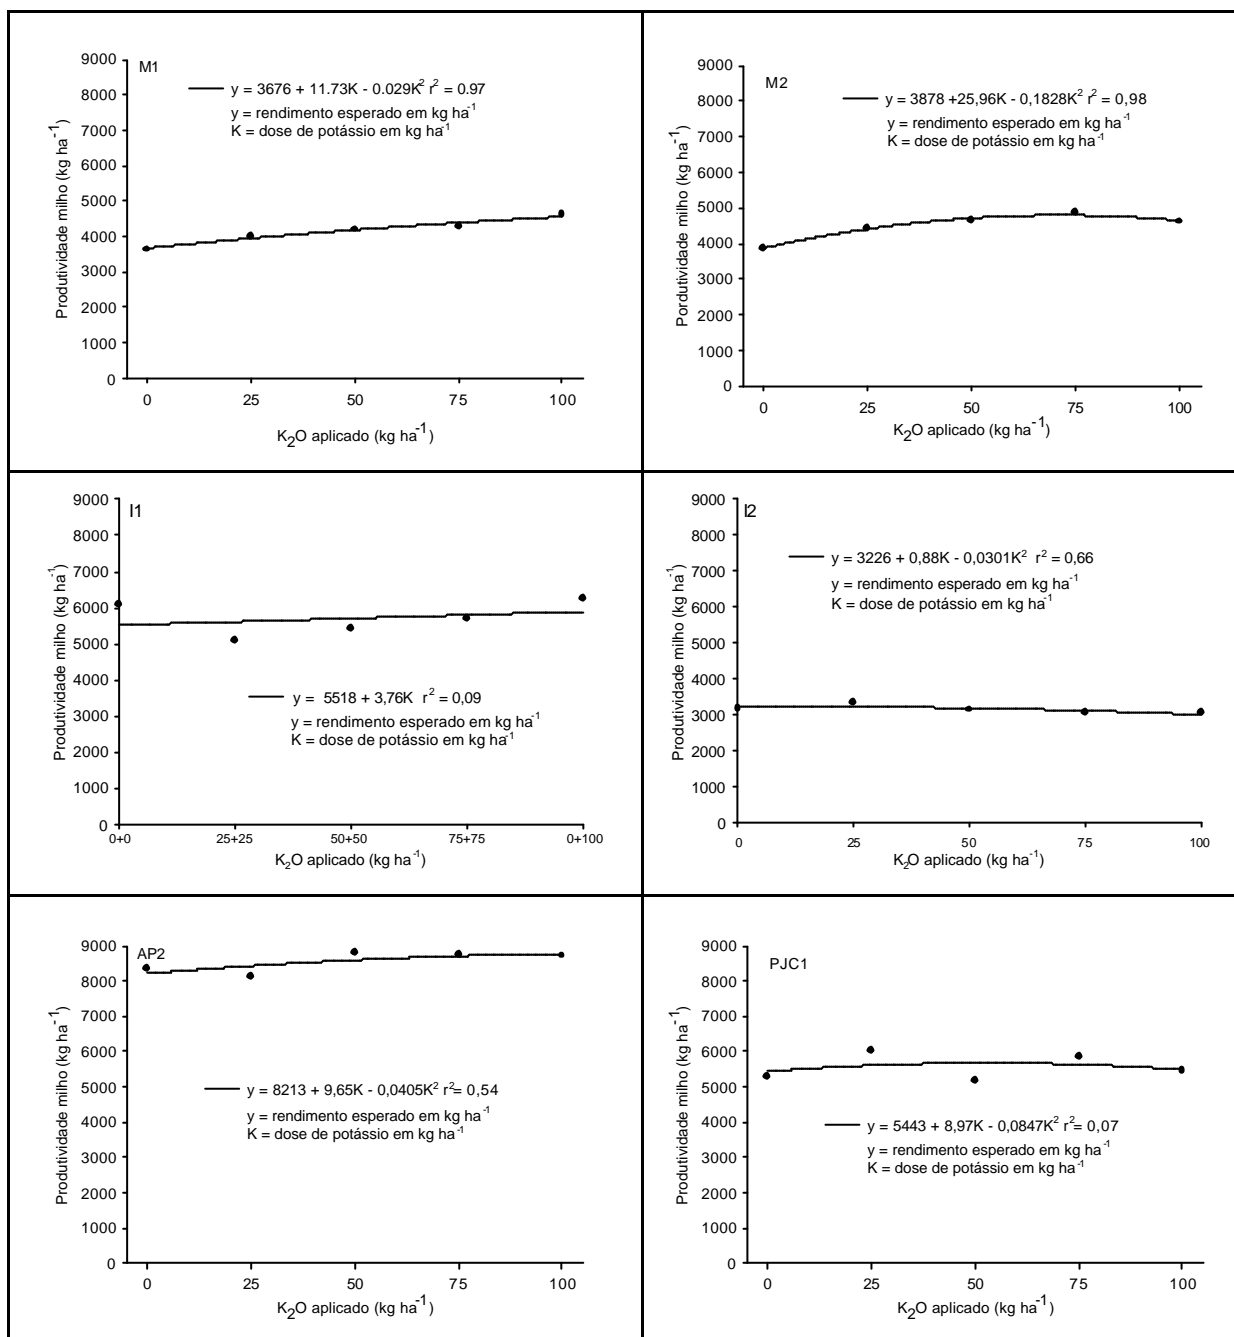 M1
y = 3676 + 11.73K - 0.029K² r² = 0.97
y = rendimento esperado em kg ha⁻¹
K = dose de potássio em kg ha⁻¹
Produtividade milho (kg ha⁻¹)
9000
8000
7000
6000
5000
4000
3000
2000
1000
0
0 25 50 75 100
K₂O aplicado (kg ha⁻¹)
M2
y = 3878 +25,96K - 0,1828K² r² = 0,98
y = rendimento esperado em kg ha⁻¹
K = dose de potássio em kg ha⁻¹
Pordutividade milho (kg ha⁻¹)
9000
8000
7000
6000
5000
4000
3000
2000
1000
0
0 25 50 75 100
K₂O aplicado (kg ha⁻¹)
I1
y = 5518 + 3,76K r² = 0,09
y = rendimento esperado em kg ha⁻¹
K = dose de potássio em kg ha⁻¹
Produtividade milho (kg ha⁻¹)
9000
8000
7000
6000
5000
4000
3000
2000
1000
0
0+0 25+25 50+50 75+75 0+100
K₂O aplicado (kg ha⁻¹)
I2
y = 3226 + 0,88K - 0,0301K² r² = 0,66
y = rendimento esperado em kg ha⁻¹
K = dose de potássio em kg ha⁻¹
Produtividade milho (kg ha⁻¹)
9000
8000
7000
6000
5000
4000
3000
2000
1000
0
0 25 50 75 100
K₂O aplicado (kg ha⁻¹)
AP2
y = 8213 + 9,65K - 0,0405K² r²= 0,54
y = rendimento esperado em kg ha⁻¹
K = dose de potássio em kg ha⁻¹
Produtividade milho (kg ha⁻¹)
9000
8000
7000
6000
5000
4000
3000
2000
1000
0
0 25 50 75 100
K₂O aplicado (kg ha⁻¹)
PJC1
y = 5443 + 8,97K - 0,0847K² r²= 0,07
y = rendimento esperado em kg ha⁻¹
K = dose de potássio em kg ha⁻¹
Produtividade milho (kg ha⁻¹)
9000
8000
7000
6000
5000
4000
3000
2000
1000
0
0 25 50 75 100
K₂O aplicado (kg ha⁻¹)